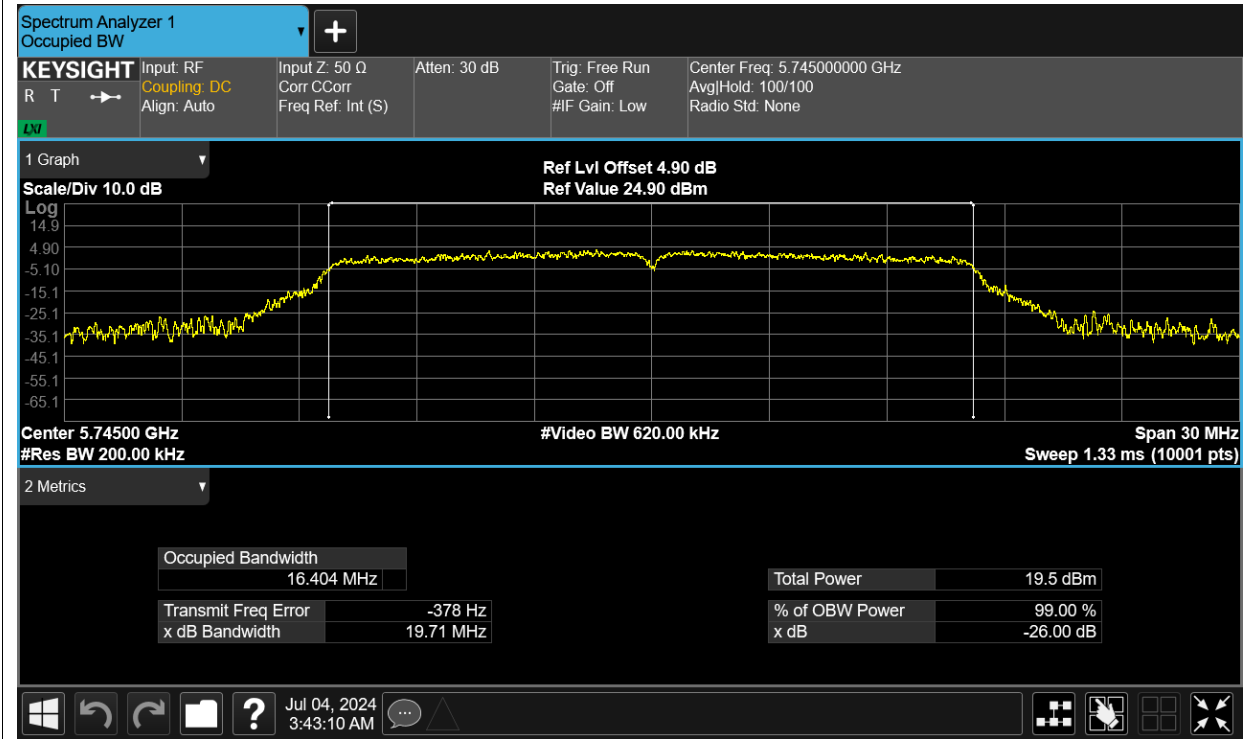 Spectrum Analyzer 1
Occupied BW
KEYSIGHT
R T
LXI
Input: RF
Coupling: DC
Align: Auto
Input Z: 50 Ω
Corr CCorr
Freq Ref: Int (S)
Atten: 30 dB
Trig: Free Run
Gate: Off
#IF Gain: Low
Center Freq: 5.745000000 GHz
Avg|Hold: 100/100
Radio Std: None
1 Graph
Scale/Div 10.0 dB
Ref Lvl Offset 4.90 dB
Ref Value 24.90 dBm
Log
14.9
4.90
-5.10
-15.1
-25.1
-35.1
-45.1
-55.1
-65.1
Center 5.74500 GHz
#Video BW 620.00 kHz
Span 30 MHz
#Res BW 200.00 kHz
Sweep 1.33 ms (10001 pts)
2 Metrics
Occupied Bandwidth
16.404 MHz
Total Power 19.5 dBm
Transmit Freq Error -378 Hz
% of OBW Power 99.00 %
x dB Bandwidth 19.71 MHz
x dB -26.00 dB
?
Jul 04, 2024
3:43:10 AM